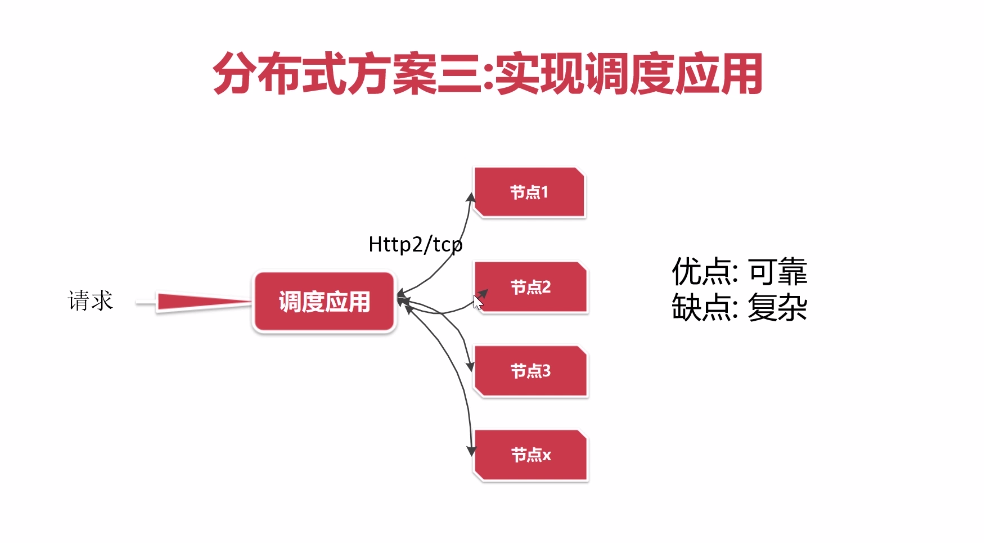 分布式方案三:实现调度应用
节点1
Http2/tcp
节点2
优点: 可靠
请求
调度应用
缺点: 复杂
节点3
节点x